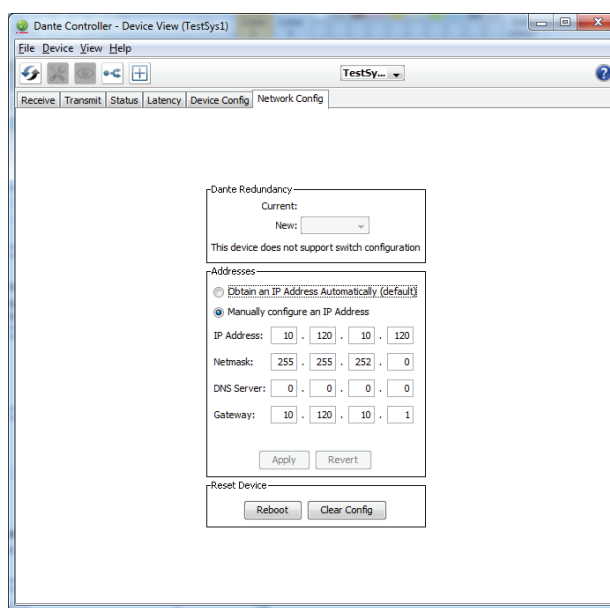 Dante Controller - Device View (TestSys1)
File Device View Help
TestSy...
Receive Transmit Status Latency Device Config Network Config
Dante Redundancy
Current:
New:
This device does not support switch configuration
Addresses
Obtain an IP Address Automatically (default)
Manually configure an IP Address
IP Address: 10 . 120 . 10 . 120
Netmask: 255 . 255 . 252 . 0
DNS Server: 0 . 0 . 0 . 0
Gateway: 10 . 120 . 10 . 1
Apply Revert
Reset Device
Reboot Clear Config